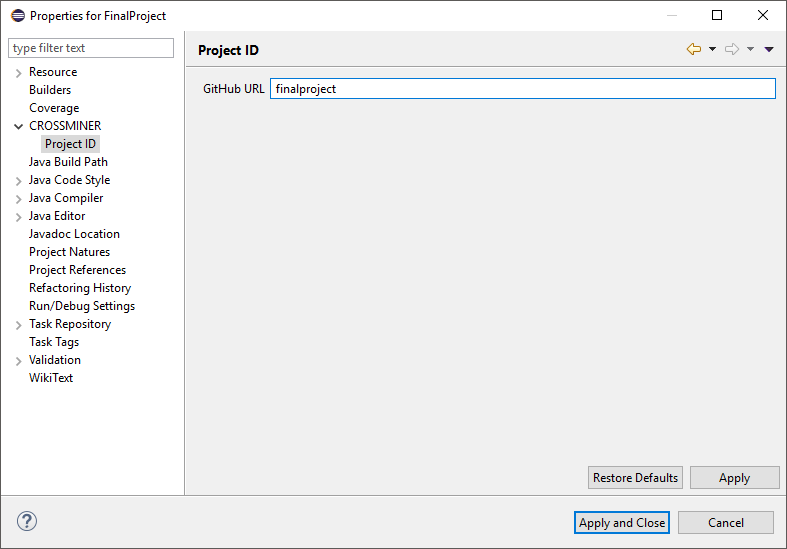 Properties for FinalProject
type filter text
Resource
Builders
Coverage
CROSSMINER
Project ID
Java Build Path
Java Code Style
Java Compiler
Java Editor
Javadoc Location
Project Natures
Project References
Refactoring History
Run/Debug Settings
Task Repository
Task Tags
Validation
WikiText
Project ID
GitHub URL finalproject
Restore Defaults Apply
? Apply and Close Cancel